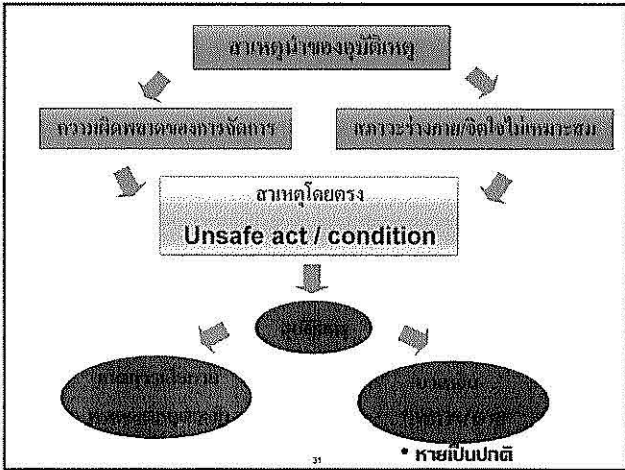 สาเหตุนำของอุบัติเหตุ
ความผิดพลาดของการจัดการ
สภาวะร่างกาย/จิตใจไม่เหมาะสม
สาเหตุโดยตรง
Unsafe act / condition
อุบัติเหตุ
* หายเป็นปกติ
31